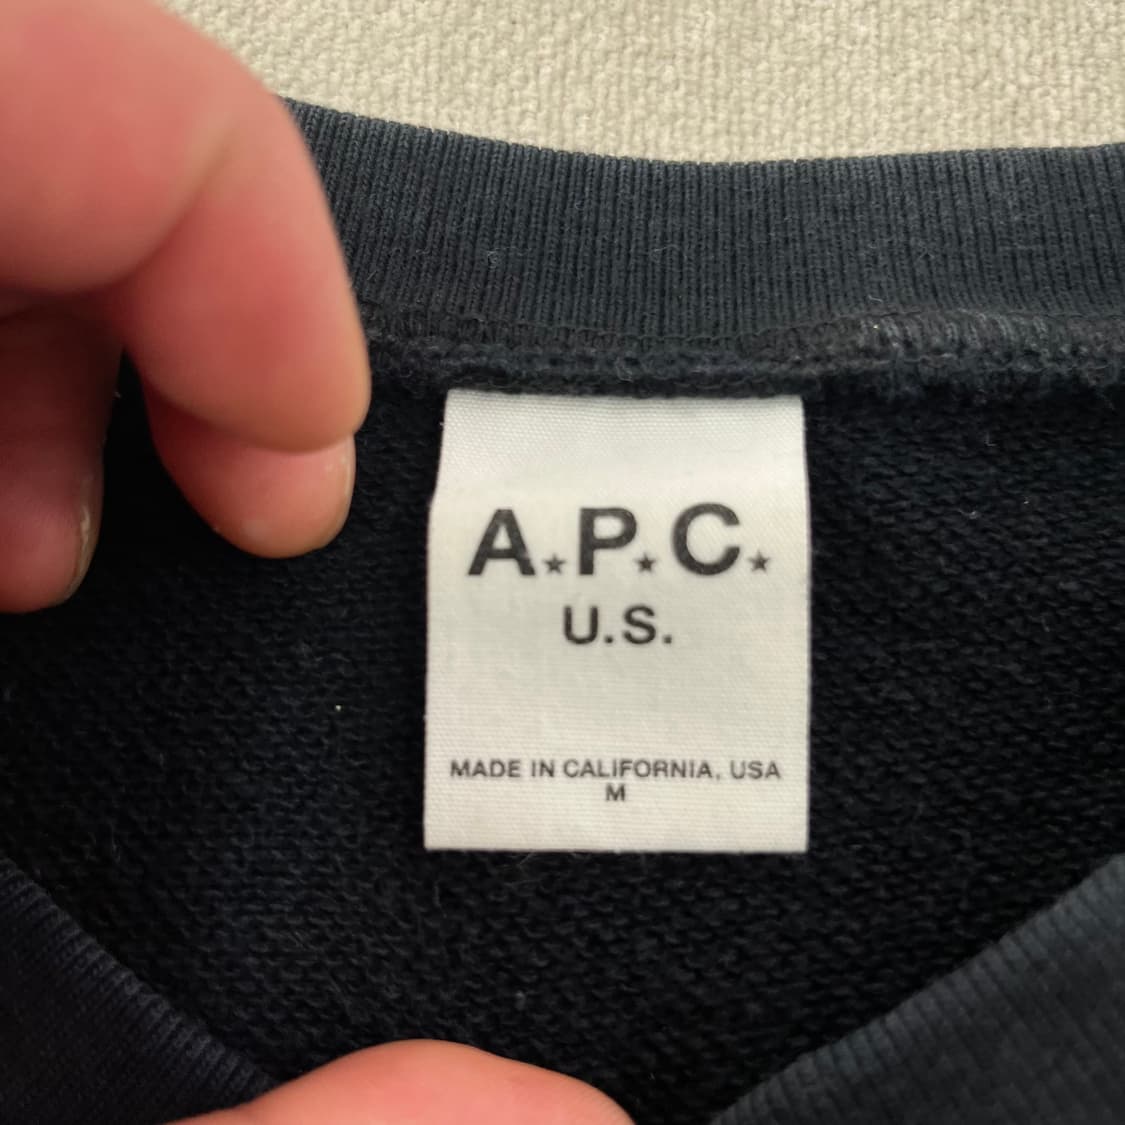 A★P★C★
U.S.
MADE IN CALIFORNIA, USA
M